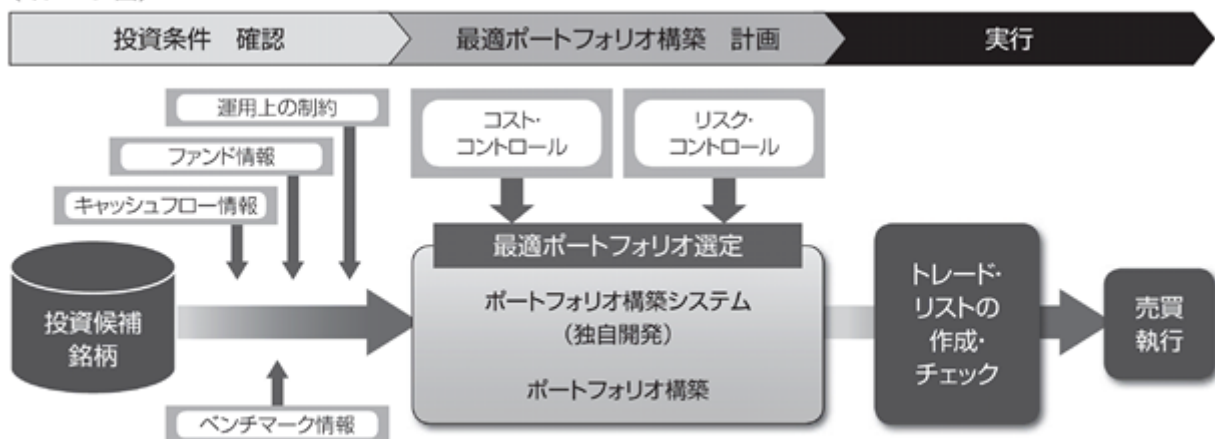 投資条件 確認
最適ポートフォリオ構築 計画
実行
運用上の制約
ファンド情報
キャッシュフロー情報
投資候補
銘柄
ベンチマーク情報
コスト・
コントロール
リスク・
コントロール
最適ポートフォリオ選定
ポートフォリオ構築システム
(独自開発)
ポートフォリオ構築
トレード・
リストの
作成・
チェック
売買
執行